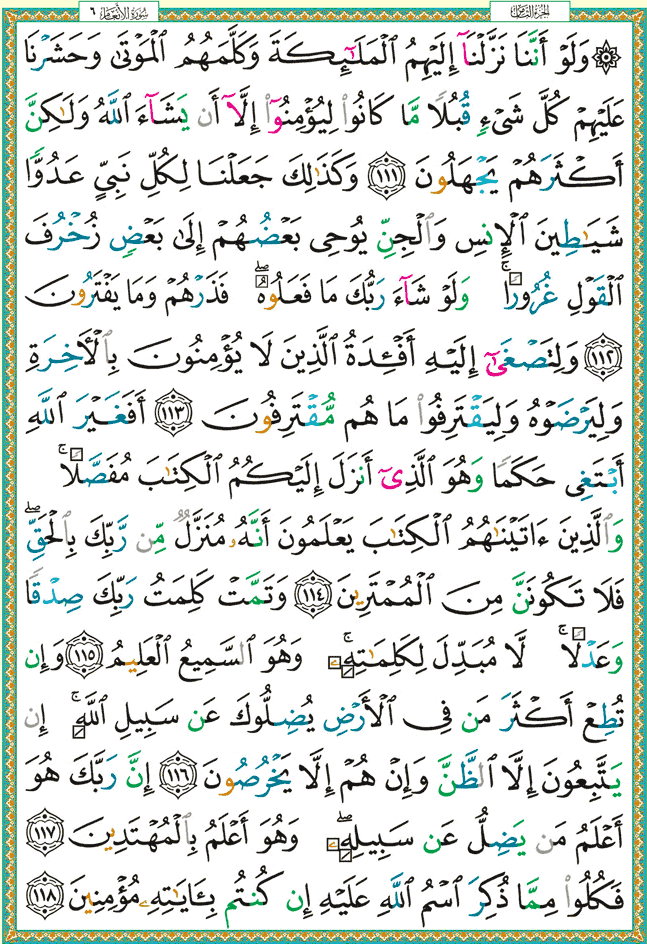 سورة الأنعام ٦ الجزء الثامن
۞ وَلَوْ أَنَّنَا نَزَّلْنَآ إِلَيْهِمُ ٱلْمَلَـٰٓئِكَةَ وَكَلَّمَهُمُ ٱلْمَوْتَىٰ وَحَشَرْنَا
عَلَيْهِمْ كُلَّ شَىْءٍ قُبُلًا مَّا كَانُوا۟ لِيُؤْمِنُوٓا۟ إِلَّآ أَن يَشَآءَ ٱللَّهُ وَلَـٰكِنَّ
أَكْثَرَهُمْ يَجْهَلُونَ ١١١ وَكَذَٰلِكَ جَعَلْنَا لِكُلِّ نَبِىٍّ عَدُوًّا
شَيَـٰطِينَ ٱلْإِنسِ وَٱلْجِنِّ يُوحِى بَعْضُهُمْ إِلَىٰ بَعْضٍ زُخْرُفَ
ٱلْقَوْلِ غُرُورًا ۚ وَلَوْ شَآءَ رَبُّكَ مَا فَعَلُوهُ ۖ فَذَرْهُمْ وَمَا يَفْتَرُونَ
١١٢ وَلِتَصْغَىٰٓ إِلَيْهِ أَفْـِٔدَةُ ٱلَّذِينَ لَا يُؤْمِنُونَ بِٱلْـَٔاخِرَةِ
وَلِيَرْضَوْهُ وَلِيَقْتَرِفُوا۟ مَا هُم مُّقْتَرِفُونَ ١١٣ أَفَغَيْرَ ٱللَّهِ
أَبْتَغِى حَكَمًا وَهُوَ ٱلَّذِىٓ أَنزَلَ إِلَيْكُمُ ٱلْكِتَـٰبَ مُفَصَّلًا ۚ
وَٱلَّذِينَ ءَاتَيْنَـٰهُمُ ٱلْكِتَـٰبَ يَعْلَمُونَ أَنَّهُۥ مُنَزَّلٌ مِّن رَّبِّكَ بِٱلْحَقِّ ۖ
فَلَا تَكُونَنَّ مِنَ ٱلْمُمْتَرِينَ ١١٤ وَتَمَّتْ كَلِمَتُ رَبِّكَ صِدْقًا
وَعَدْلًا ۚ لَّا مُبَدِّلَ لِكَلِمَـٰتِهِۦ ۚ وَهُوَ ٱلسَّمِيعُ ٱلْعَلِيمُ ١١٥ وَإِن
تُطِعْ أَكْثَرَ مَن فِى ٱلْأَرْضِ يُضِلُّوكَ عَن سَبِيلِ ٱللَّهِ ۚ إِن
يَتَّبِعُونَ إِلَّا ٱلظَّنَّ وَإِنْ هُمْ إِلَّا يَخْرُصُونَ ١١٦ إِنَّ رَبَّكَ هُوَ
أَعْلَمُ مَن يَضِلُّ عَن سَبِيلِهِۦ ۖ وَهُوَ أَعْلَمُ بِٱلْمُهْتَدِينَ ١١٧
فَكُلُوا۟ مِمَّا ذُكِرَ ٱسْمُ ٱللَّهِ عَلَيْهِ إِن كُنتُم بِـَٔايَـٰتِهِۦ مُؤْمِنِينَ ١١٨